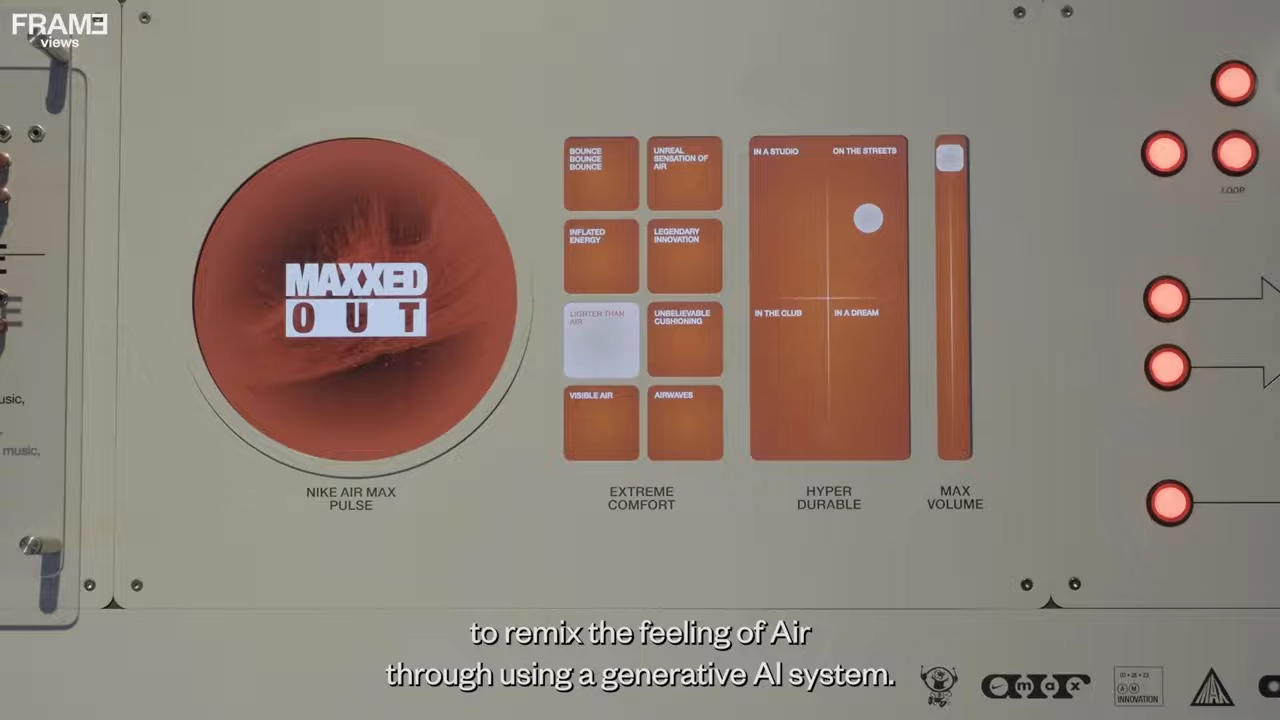 FRAME
views
MAXXED
OUT
NIKE AIR MAX
PULSE
BOUNCE
BOUNCE
BOUNCE
UNREAL
SENSATION OF
AIR
INFLATED
ENERGY
LEGENDARY
INNOVATION
LIGHTER THAN
AIR
UNBELIEVABLE
CUSHIONING
VISIBLE AIR
AIRWAVES
EXTREME
COMFORT
IN A STUDIO
ON THE STREETS
IN THE CLUB
IN A DREAM
HYPER
DURABLE
MAX
VOLUME
LOOP
music,
to remix the feeling of Air
through using a generative AI system.
air max
INNOVATION